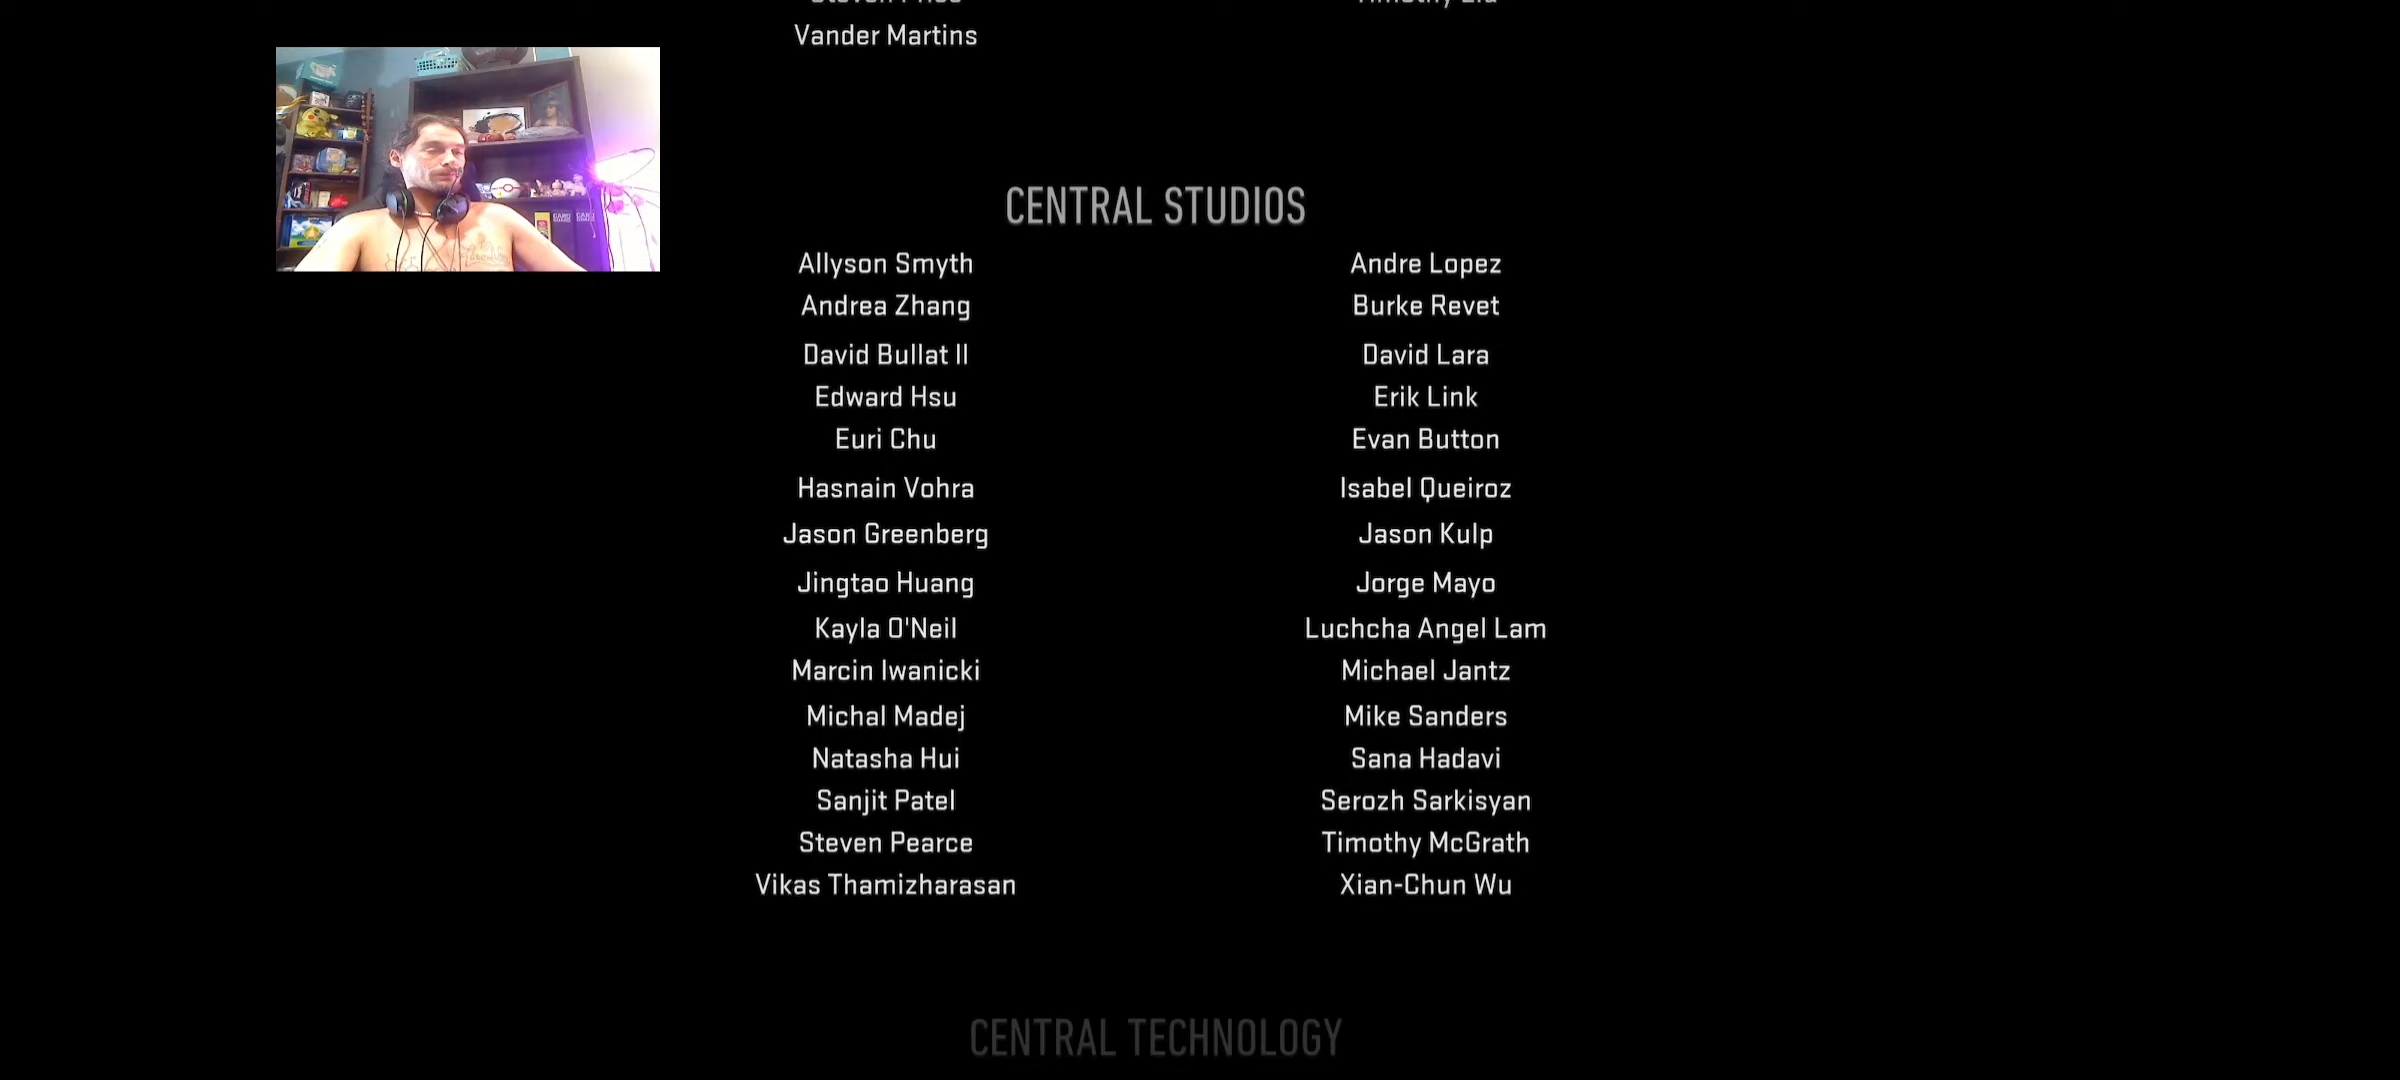 Vander Martins
CENTRAL STUDIOS
Allyson Smyth
Andre Lopez
Andrea Zhang
Burke Revet
David Bullat II
David Lara
Edward Hsu
Erik Link
Euri Chu
Evan Button
Hasnain Vohra
Isabel Queiroz
Jason Greenberg
Jason Kulp
Jingtao Huang
Jorge Mayo
Kayla O'Neil
Luchcha Angel Lam
Marcin Iwanicki
Michael Jantz
Michal Madej
Mike Sanders
Natasha Hui
Sana Hadavi
Sanjit Patel
Serozh Sarkisyan
Steven Pearce
Timothy McGrath
Vikas Thamizharasan
Xian-Chun Wu
CENTRAL TECHNOLOGY